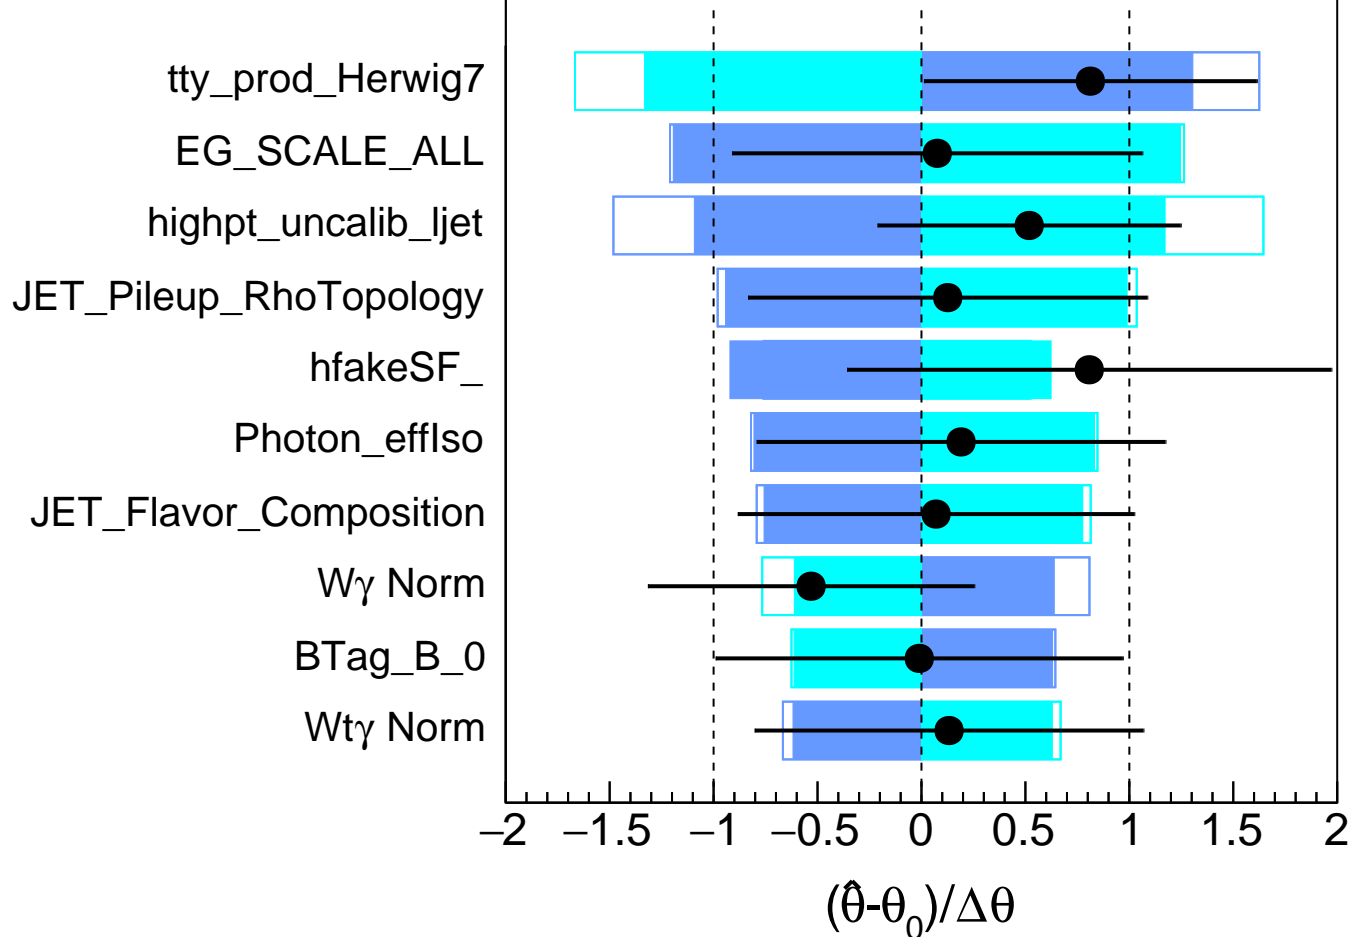 tty_prod_Herwig7
EG_SCALE_ALL
highpt_uncalib_ljet
JET_Pileup_RhoTopology
hfakeSF_
Photon_effIso
JET_Flavor_Composition
Wγ Norm
BTag_B_0
Wtγ Norm
−2 −1.5 −1 −0.5 0 0.5 1 1.5 2
(θ̂-θ₀)/Δθ